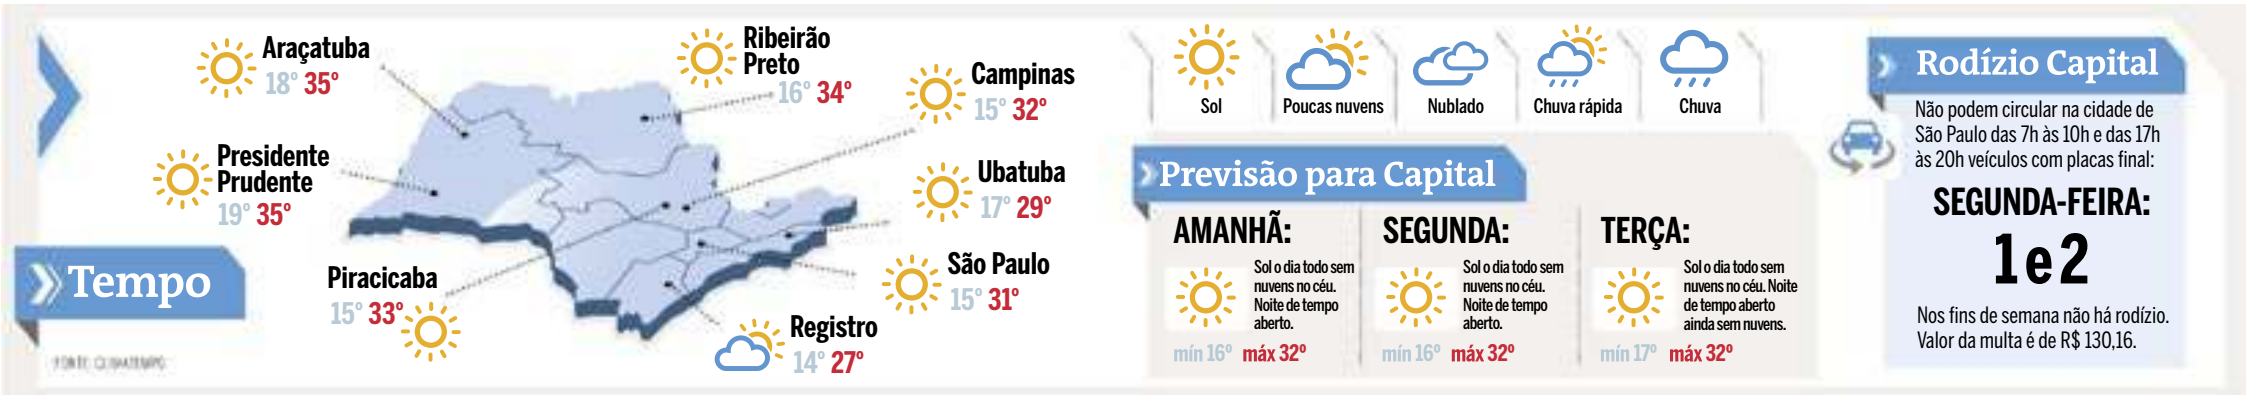 Araçatuba
18° 35°
Ribeirão
Preto
16° 34°
Campinas
15° 32°
Presidente
Prudente
19° 35°
Ubatuba
17° 29°
Tempo
Piracicaba
15° 33°
São Paulo
15° 31°
Registro
14° 27°
FONTE: CLIMATEMPO
Sol
Poucas nuvens
Nublado
Chuva rápida
Chuva
Previsão para Capital
AMANHÃ:
Sol o dia todo sem
nuvens no céu.
Noite de tempo
aberto.
mín 16° máx 32°
SEGUNDA:
Sol o dia todo sem
nuvens no céu.
Noite de tempo
aberto.
mín 16° máx 32°
TERÇA:
Sol o dia todo sem
nuvens no céu. Noite
de tempo aberto
ainda sem nuvens.
mín 17° máx 32°
Rodízio Capital
Não podem circular na cidade de
São Paulo das 7h às 10h e das 17h
às 20h veículos com placas final:
SEGUNDA-FEIRA:
1 e 2
Nos fins de semana não há rodízio.
Valor da multa é de R$ 130,16.